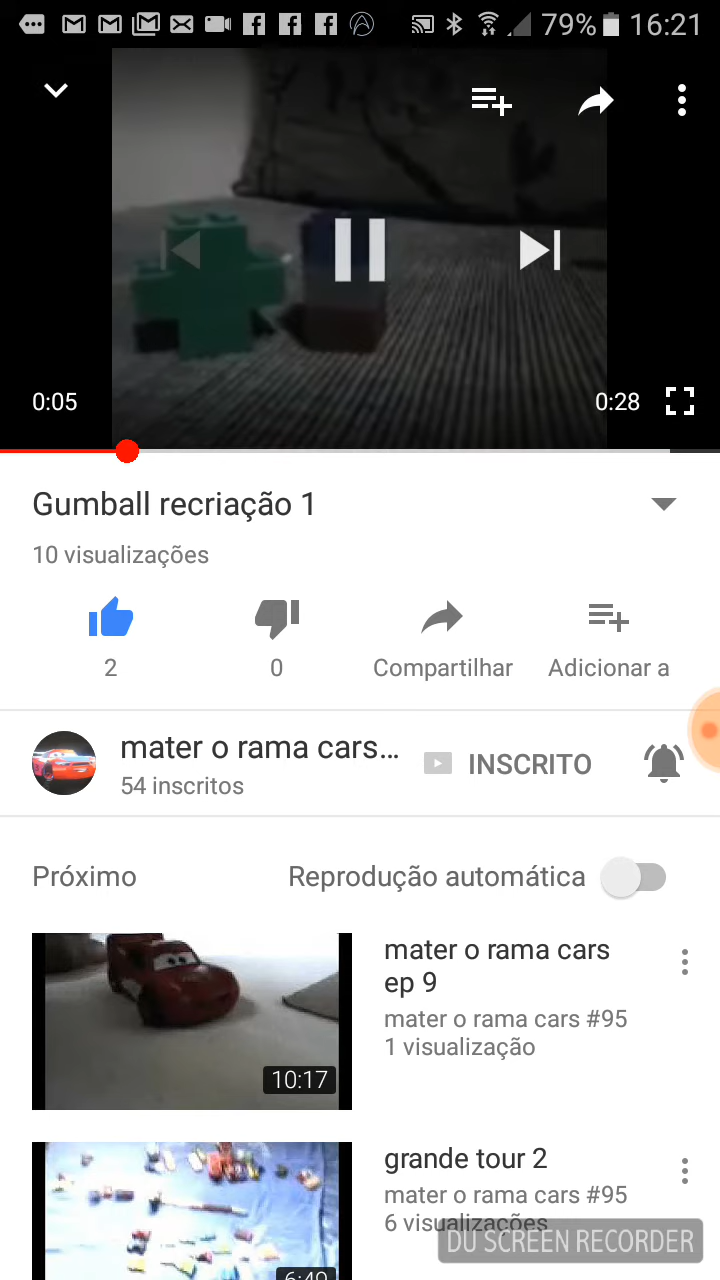 79% 16:21
0:05 0:28
Gumball recriação 1
10 visualizações
2 0 Compartilhar Adicionar a
mater o rama cars...
54 inscritos
INSCRITO
Próximo Reprodução automática
mater o rama cars
ep 9
mater o rama cars #95
1 visualização
10:17
grande tour 2
mater o rama cars #95
6 visualizações
6:49
DU SCREEN RECORDER